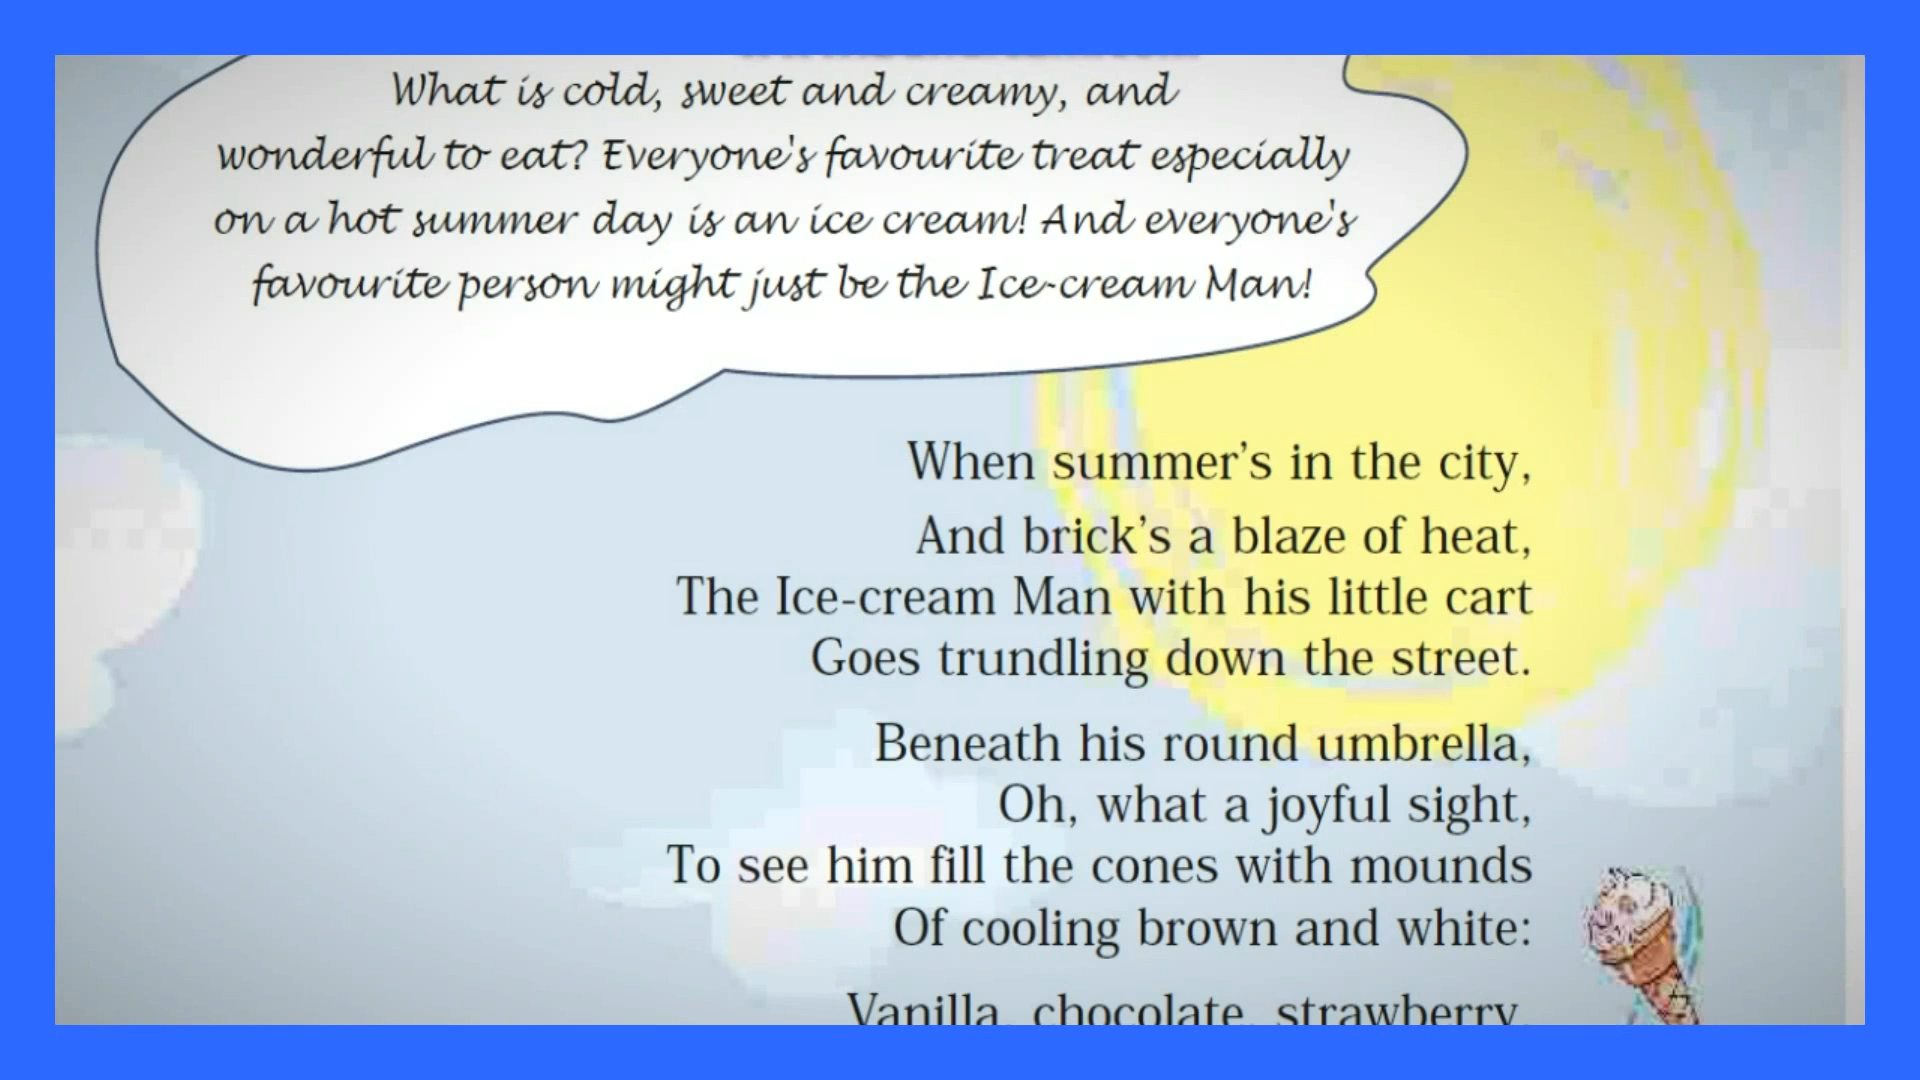 What is cold, sweet and creamy, and
wonderful to eat? Everyone's favourite treat especially
on a hot summer day is an ice cream! And everyone's
favourite person might just be the Ice-cream Man!
When summer’s in the city,
And brick’s a blaze of heat,
The Ice-cream Man with his little cart
Goes trundling down the street.
Beneath his round umbrella,
Oh, what a joyful sight,
To see him fill the cones with mounds
Of cooling brown and white:
Vanilla, chocolate, strawberry,